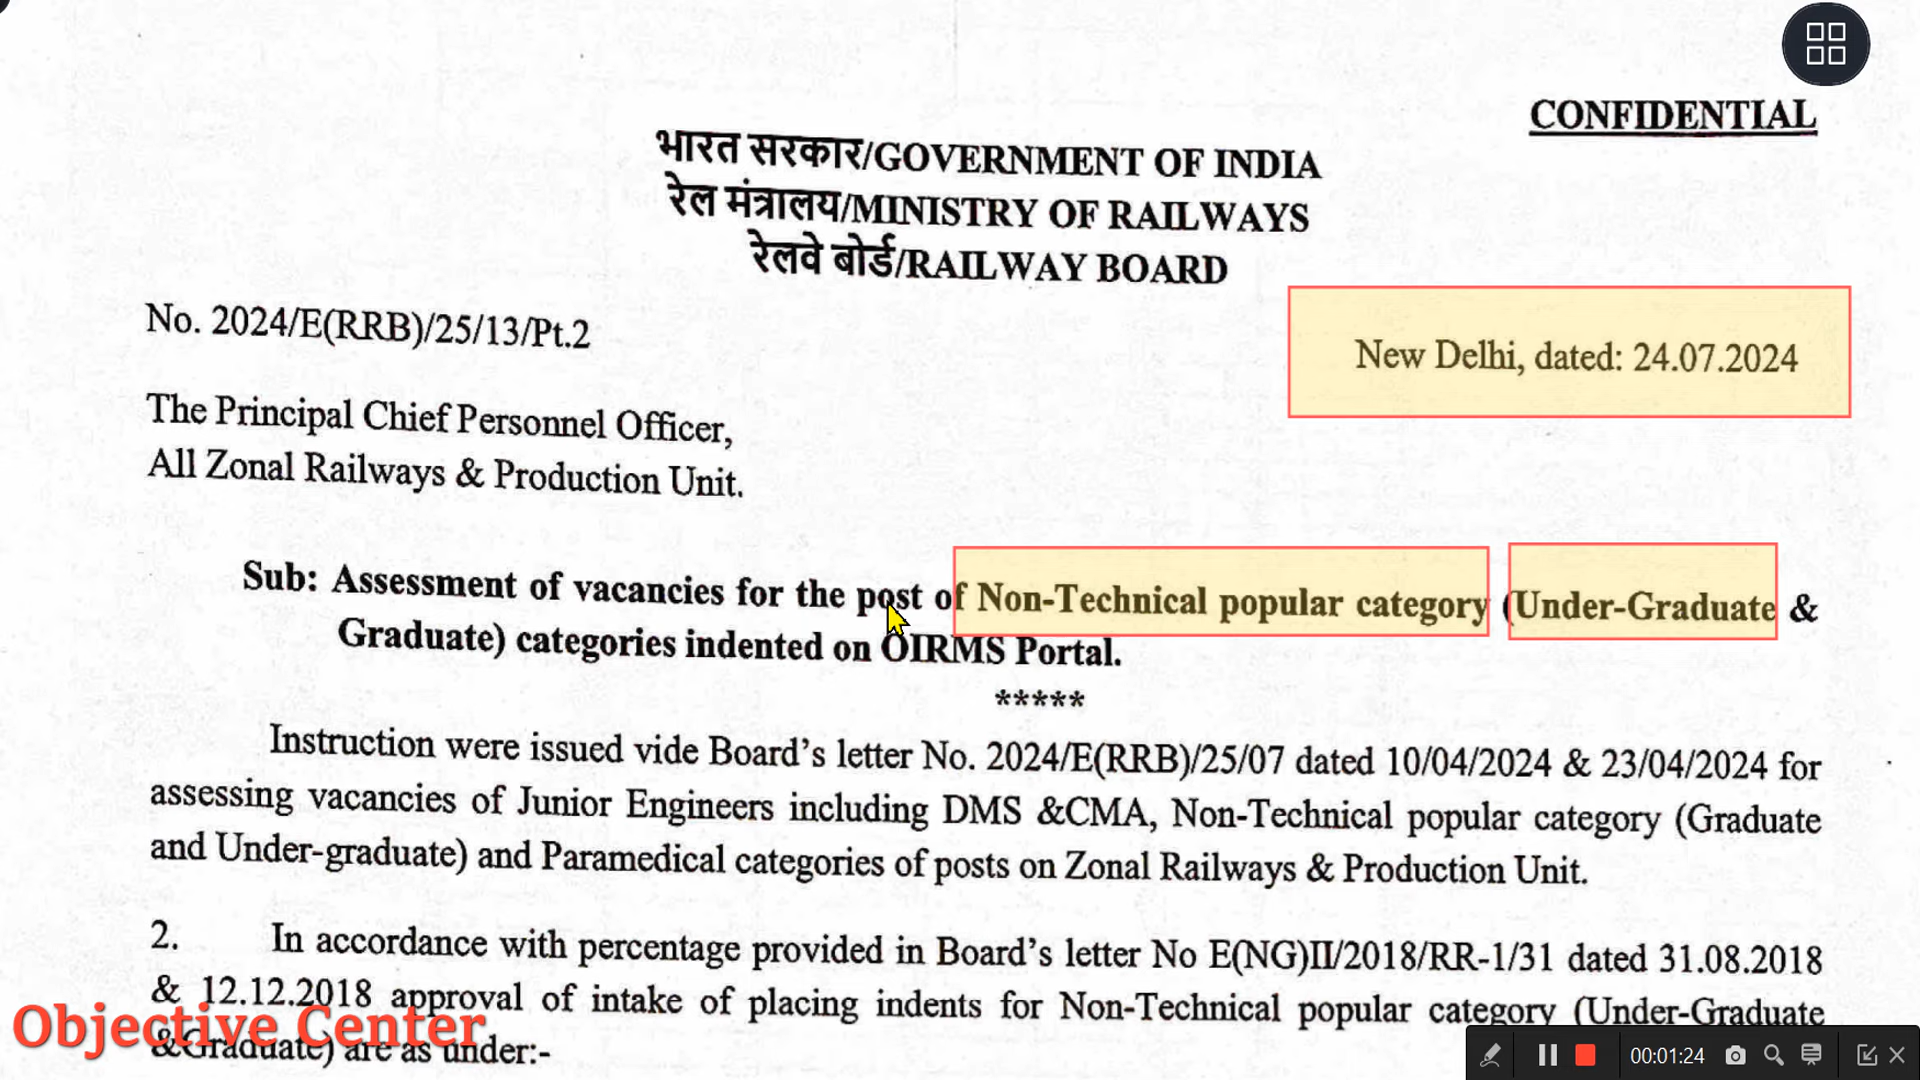 CONFIDENTIAL
भारत सरकार/GOVERNMENT OF INDIA
रेल मंत्रालय/MINISTRY OF RAILWAYS
रेलवे बोर्ड/RAILWAY BOARD
No. 2024/E(RRB)/25/13/Pt.2
New Delhi, dated: 24.07.2024
The Principal Chief Personnel Officer,
All Zonal Railways & Production Unit.
Sub: Assessment of vacancies for the post of Non-Technical popular category (Under-Graduate &
Graduate) categories indented on OIRMS Portal.
*****
Instruction were issued vide Board's letter No. 2024/E(RRB)/25/07 dated 10/04/2024 & 23/04/2024 for
assessing vacancies of Junior Engineers including DMS &CMA, Non-Technical popular category (Graduate
and Under-graduate) and Paramedical categories of posts on Zonal Railways & Production Unit.
2. In accordance with percentage provided in Board's letter No E(NG)II/2018/RR-1/31 dated 31.08.2018
& 12.12.2018 approval of intake of placing indents for Non-Technical popular category (Under-Graduate
&Graduate) are as under:-
Objective Center
00:01:24